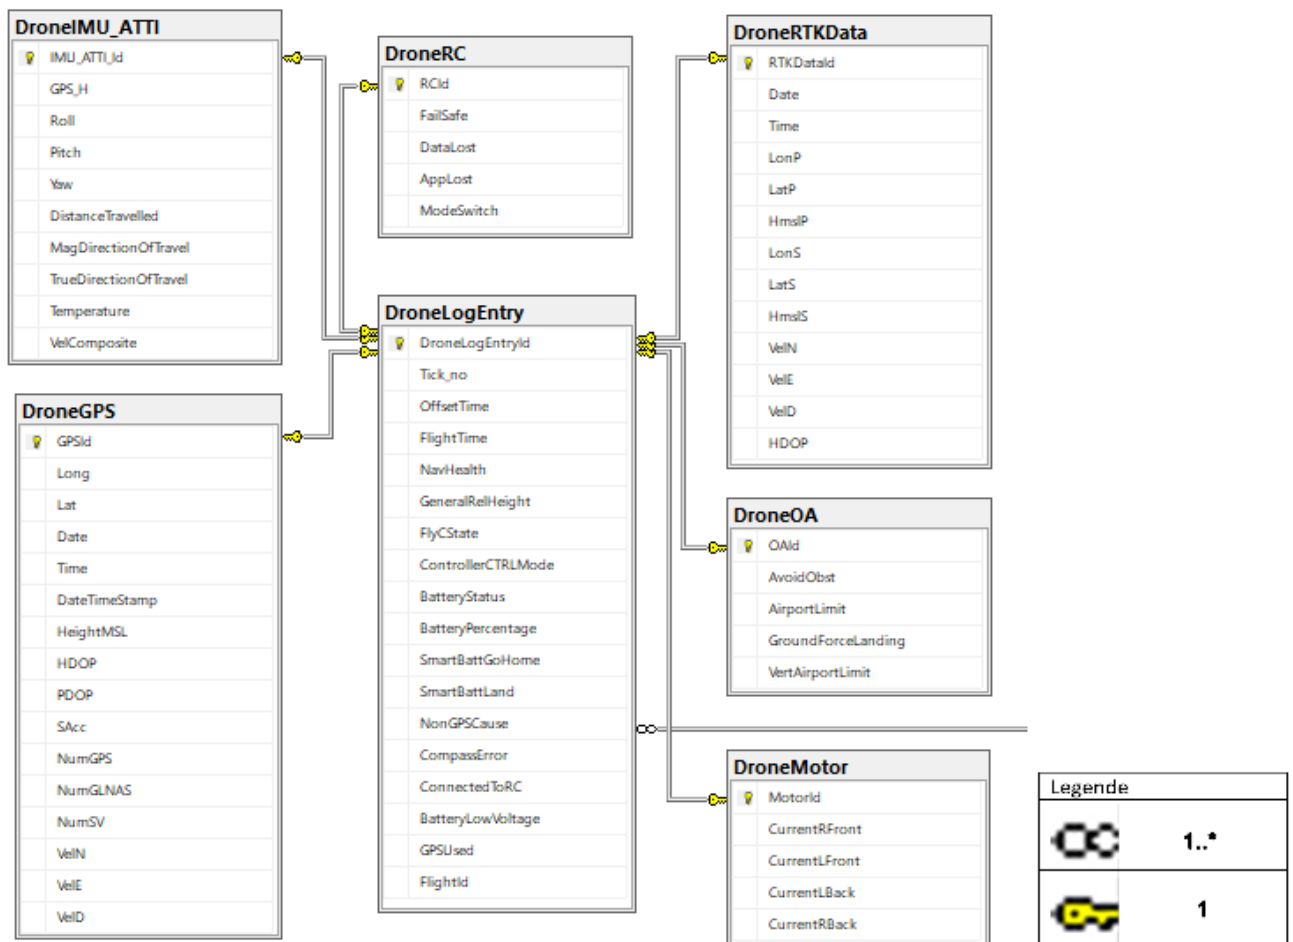 DroneIMU_ATTI
IMU_ATTI_Id
GPS_H
Roll
Pitch
Yaw
DistanceTravelled
MagDirectionOfTravel
TrueDirectionOfTravel
Temperature
VelComposite
DroneGPS
GPSId
Long
Lat
Date
Time
DateTimeStamp
HeightMSL
HDOP
PDOP
SAcc
NumGPS
NumGLNAS
NumSV
VelN
VelE
VelD
DroneRC
RCId
FailSafe
DataLost
AppLost
ModeSwitch
DroneLogEntry
DroneLogEntryId
Tick_no
OffsetTime
FlightTime
NavHealth
GeneralRelHeight
FlyCState
ControllerCTRLMode
BatteryStatus
BatteryPercentage
SmartBattGoHome
SmartBattLand
NonGPSCause
CompassError
ConnectedToRC
BatteryLowVoltage
GPSUsed
FlightId
DroneRTKData
RTKDataId
Date
Time
LonP
LatP
HmslP
LonS
LatS
HmslS
VelN
VelE
VelD
HDOP
DroneOA
OAId
AvoidObst
AirportLimit
GroundForceLanding
VertAirportLimit
DroneMotor
MotorId
CurrentRFront
CurrentLFront
CurrentLBack
CurrentRBack
Legende
1..*
1